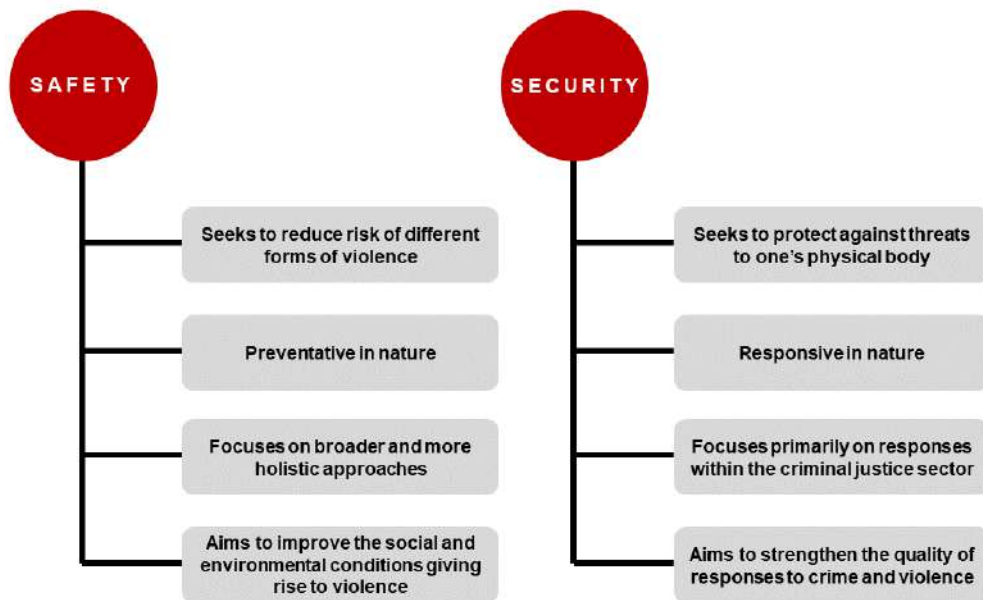 SAFETY
Seeks to reduce risk of different
forms of violence
Preventative in nature
Focuses on broader and more
holistic approaches
Aims to improve the social and
environmental conditions giving
rise to violence
SECURITY
Seeks to protect against threats
to one's physical body
Responsive in nature
Focuses primarily on responses
within the criminal justice sector
Aims to strengthen the quality of
responses to crime and violence